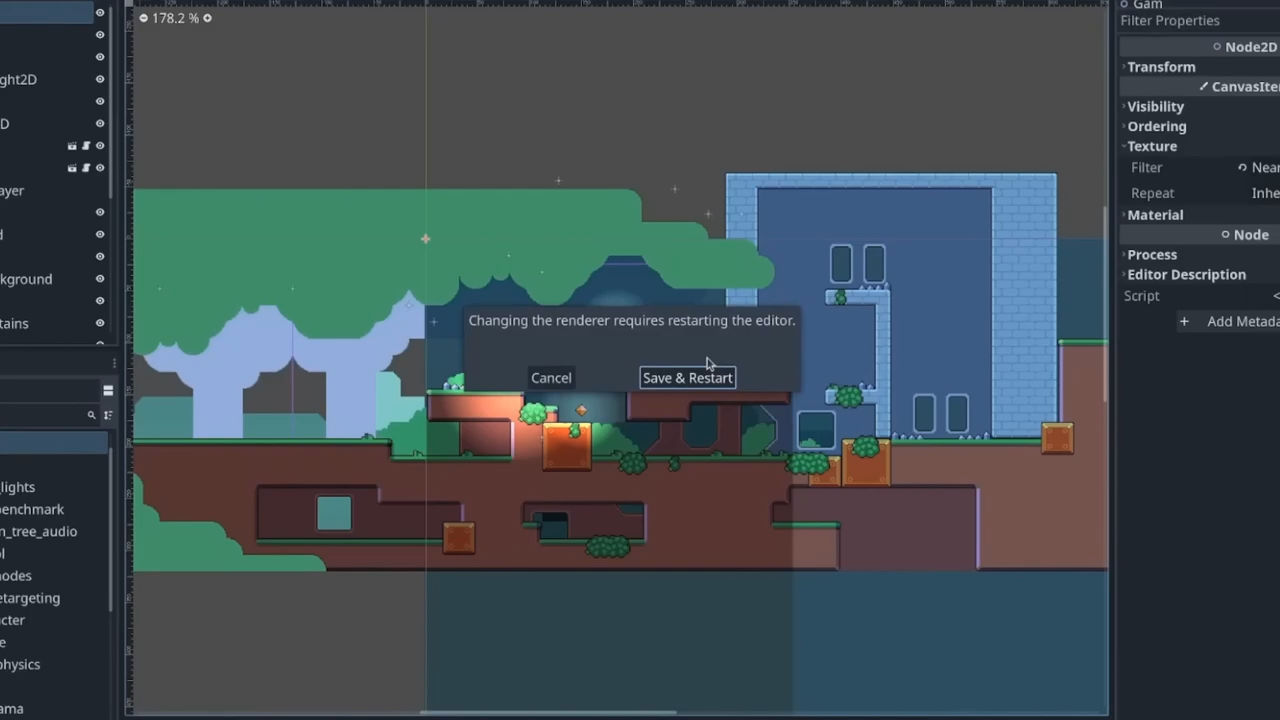 178.2 %
ght2D
D
ayer
d
kground
tains
_lights
enchmark
n_tree_audio
ol
nodes
etargeting
cter
e
physics
ama
Changing the renderer requires restarting the editor.
Cancel
Save & Restart
Gam
Filter Properties
Node2D
Transform
CanvasIte
Visibility
Ordering
Texture
Filter
Near
Repeat
Inhe
Material
Node
Process
Editor Description
Script
+ Add Metada